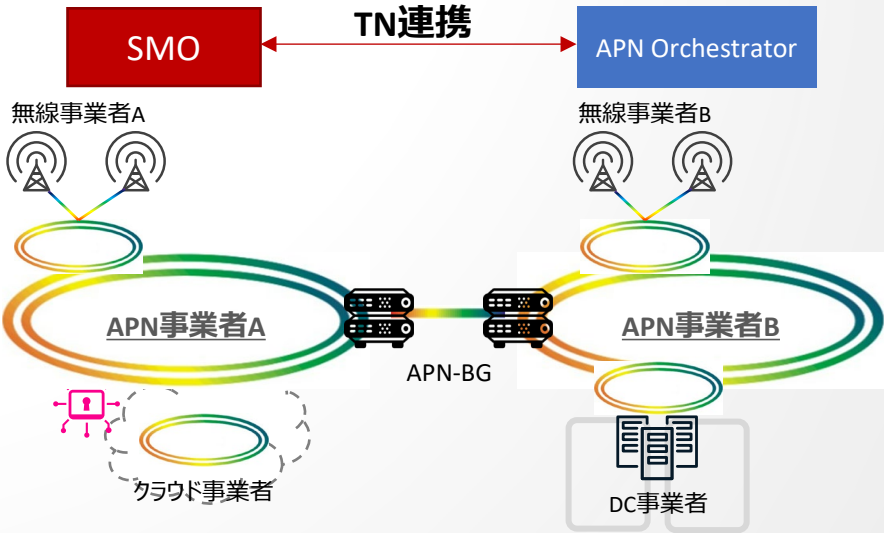 TN連携
SMO
APN Orchestrator
無線事業者A
無線事業者B
APN事業者A
APN事業者B
APN-BG
クラウド事業者
DC事業者